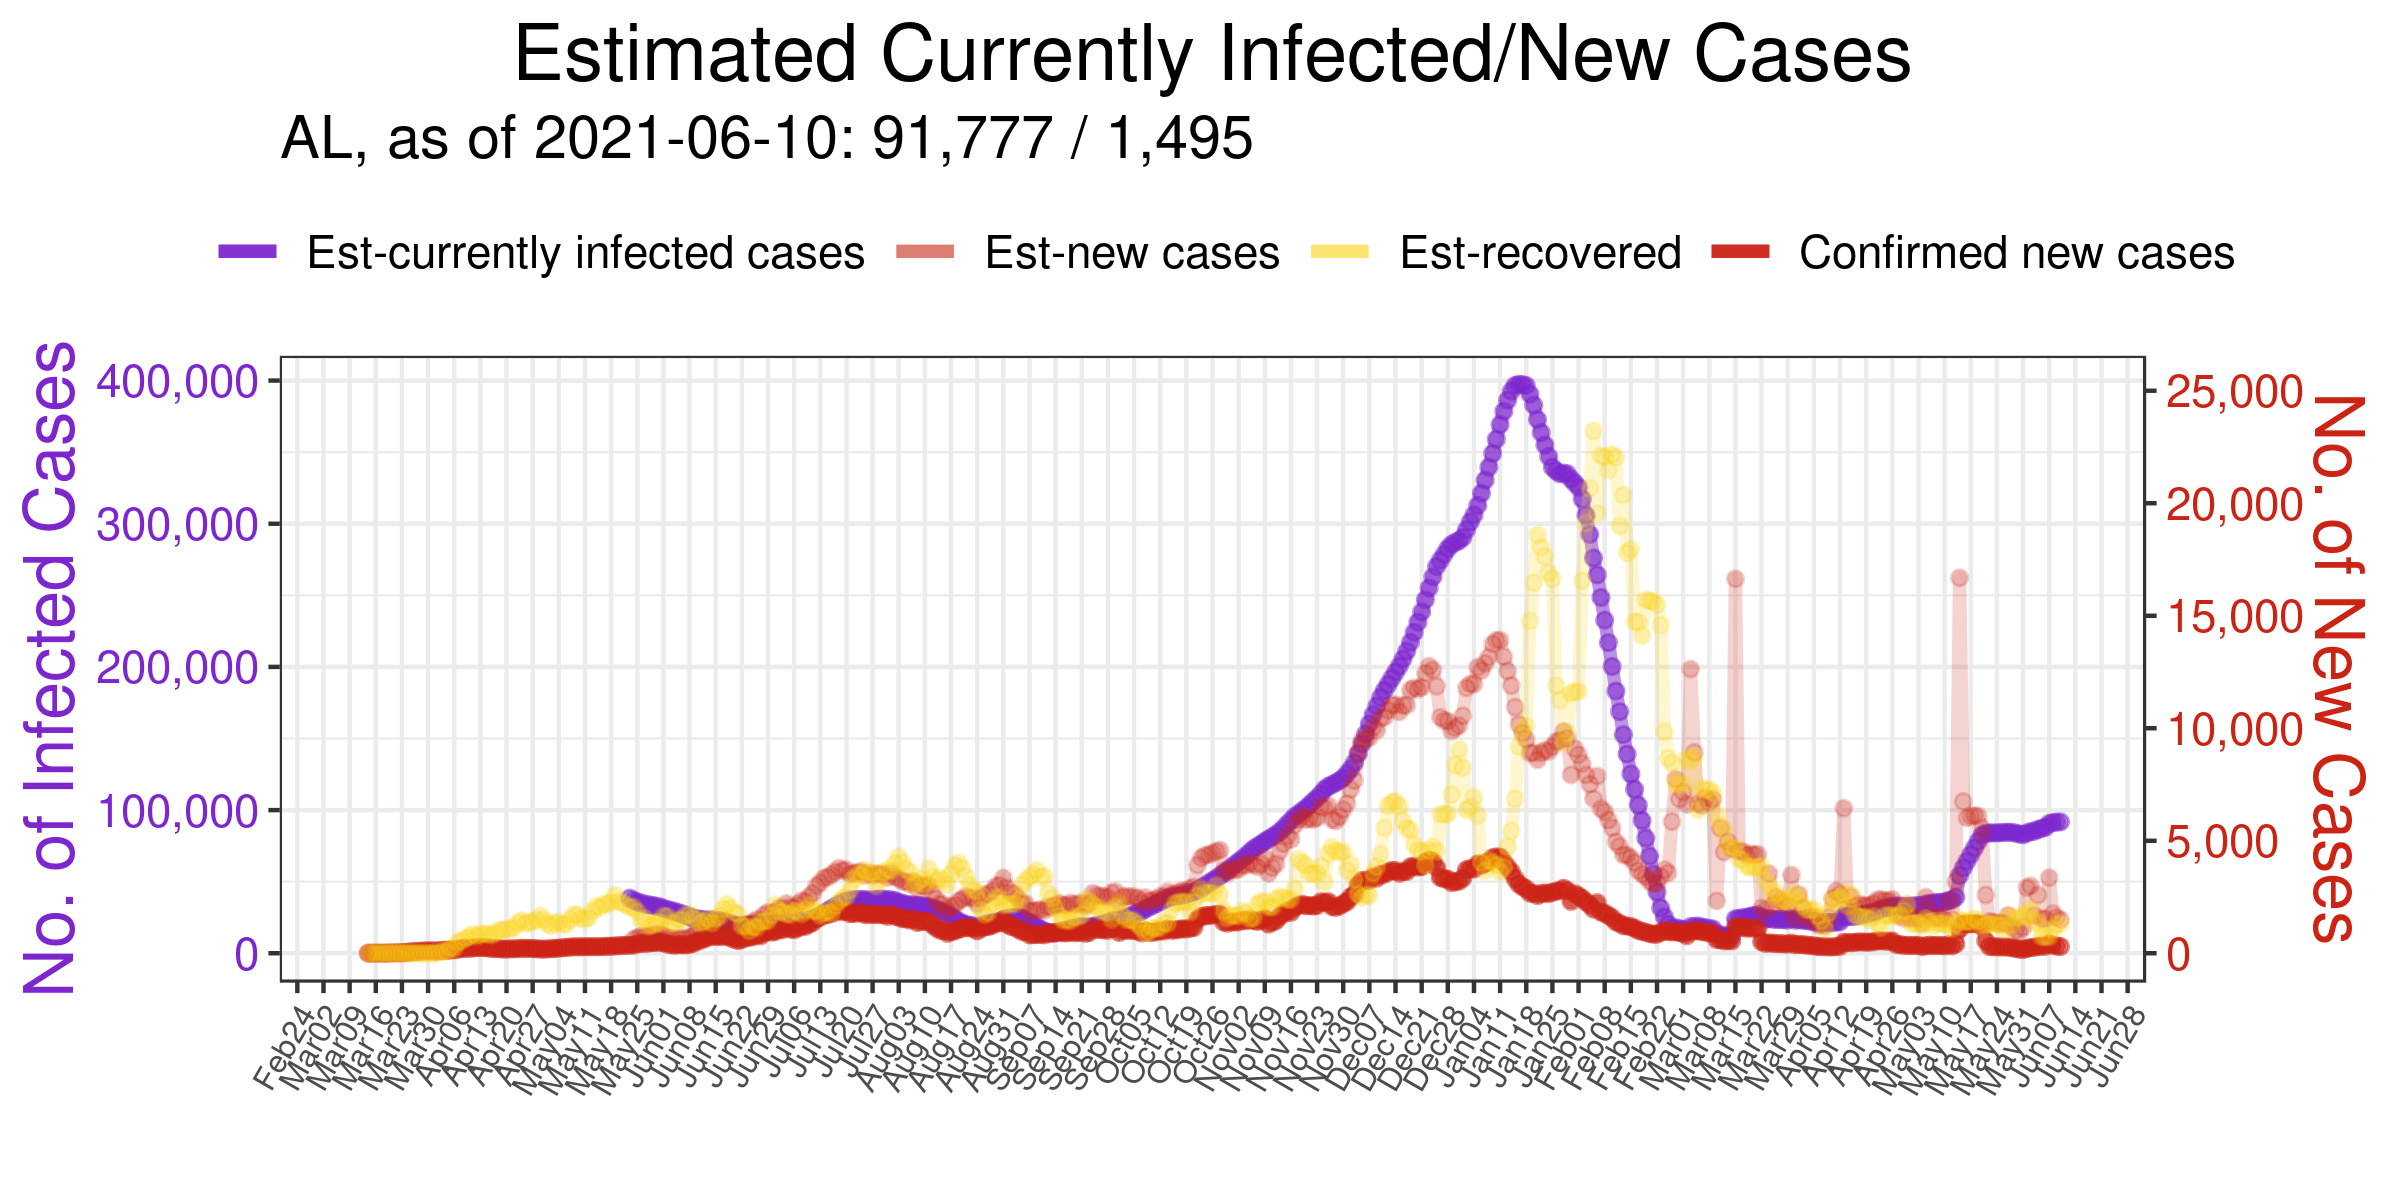 Estimated Currently Infected/New Cases
AL, as of 2021-06-10: 91,777 / 1,495
Est-currently infected cases Est-new cases Est-recovered Confirmed new cases
No. of Infected Cases
400,000
300,000
200,000
100,000
0
25,000
20,000
15,000
10,000
5,000
0
No. of New Cases
Feb24 Mar02 Mar09 Mar16 Mar23 Mar30 Apr06 Apr13 Apr20 Apr27 May04 May11 May18 May25 Jun01 Jun08 Jun15 Jun22 Jun29 Jul06 Jul13 Jul20 Jul27 Aug03 Aug10 Aug17 Aug24 Aug31 Sep07 Sep14 Sep21 Sep28 Oct05 Oct12 Oct19 Oct26 Nov02 Nov09 Nov16 Nov23 Nov30 Dec07 Dec14 Dec21 Dec28 Jan04 Jan11 Jan18 Jan25 Feb01 Feb08 Feb15 Feb22 Mar01 Mar08 Mar15 Mar22 Mar29 Apr05 Apr12 Apr19 Apr26 May03 May10 May17 May24 May31 Jun07 Jun14 Jun21 Jun28